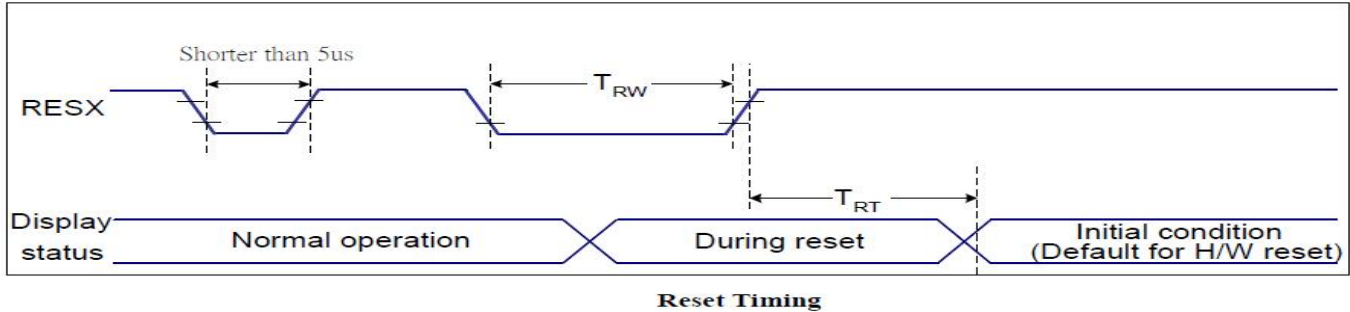 Shorter than 5us
RESX
TRW
TRT
Display
status
Normal operation
During reset
Initial condition
(Default for H/W reset)
Reset Timing